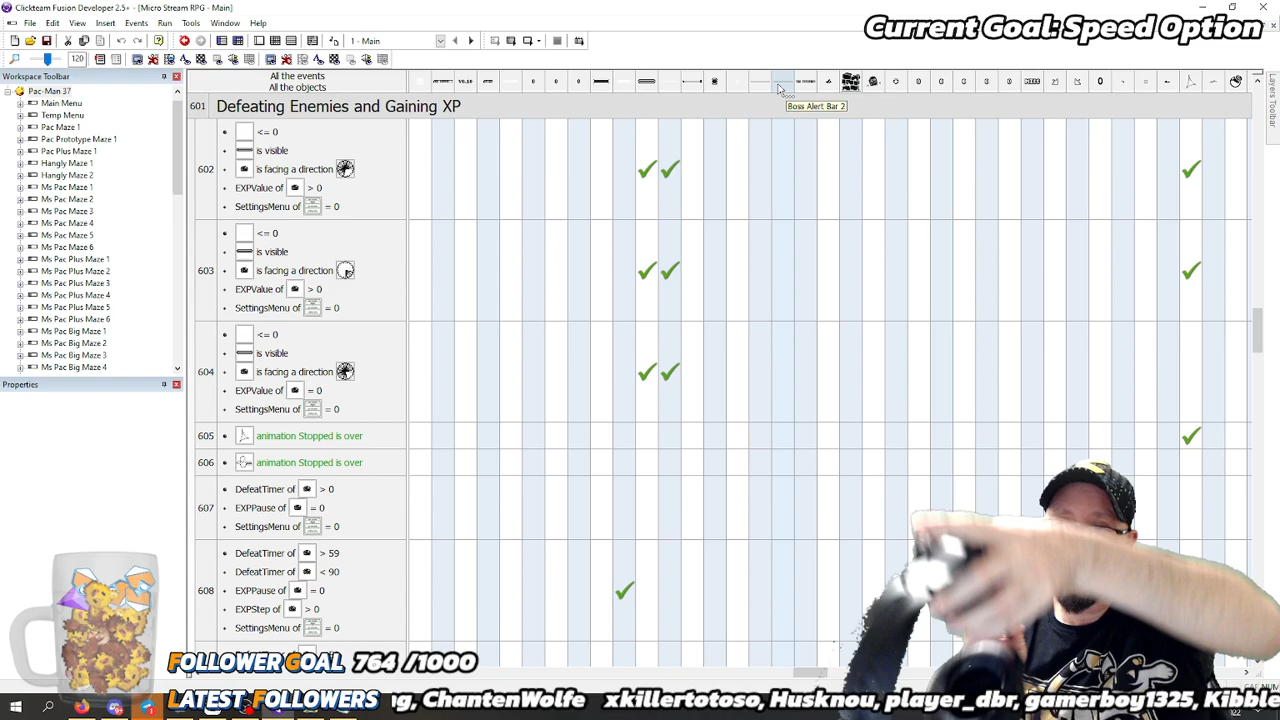 Clickteam Fusion Developer 2.5+ - [Micro Stream RPG - Main]
File Edit View Insert Events Run Tools Window Help
Current Goal: Speed Option
1 - Main
120
Workspace Toolbar
Pac-Man 37
Main Menu
Temp Menu
Pac Maze 1
Pac Prototype Maze 1
Pac Plus Maze 1
Hangly Maze 1
Hangly Maze 2
Ms Pac Maze 1
Ms Pac Maze 2
Ms Pac Maze 3
Ms Pac Maze 4
Ms Pac Maze 5
Ms Pac Maze 6
Ms Pac Plus Maze 1
Ms Pac Plus Maze 2
Ms Pac Plus Maze 3
Ms Pac Plus Maze 4
Ms Pac Plus Maze 5
Ms Pac Plus Maze 6
Ms Pac Big Maze 1
Ms Pac Big Maze 2
Ms Pac Big Maze 3
Ms Pac Big Maze 4
Properties
All the events
All the objects
Boss Alert Bar 2
Layers Toolbar
601 Defeating Enemies and Gaining XP
602
<= 0
is visible
is facing a direction
EXPValue of > 0
SettingsMenu of = 0
603
<= 0
is visible
is facing a direction
EXPValue of > 0
SettingsMenu of = 0
604
<= 0
is visible
is facing a direction
EXPValue of = 0
SettingsMenu of = 0
605 animation Stopped is over
606 animation Stopped is over
607
DefeatTimer of > 0
EXPPause of = 0
SettingsMenu of = 0
608
DefeatTimer of > 59
DefeatTimer of < 90
EXPPause of = 0
EXPStep of > 0
SettingsMenu of = 0
Follower Goal 764 /1000
Latest Followers ng, ChantenWolfe xkillertotoso, Husknou, player_dbr, gamerboy1325, Kibble